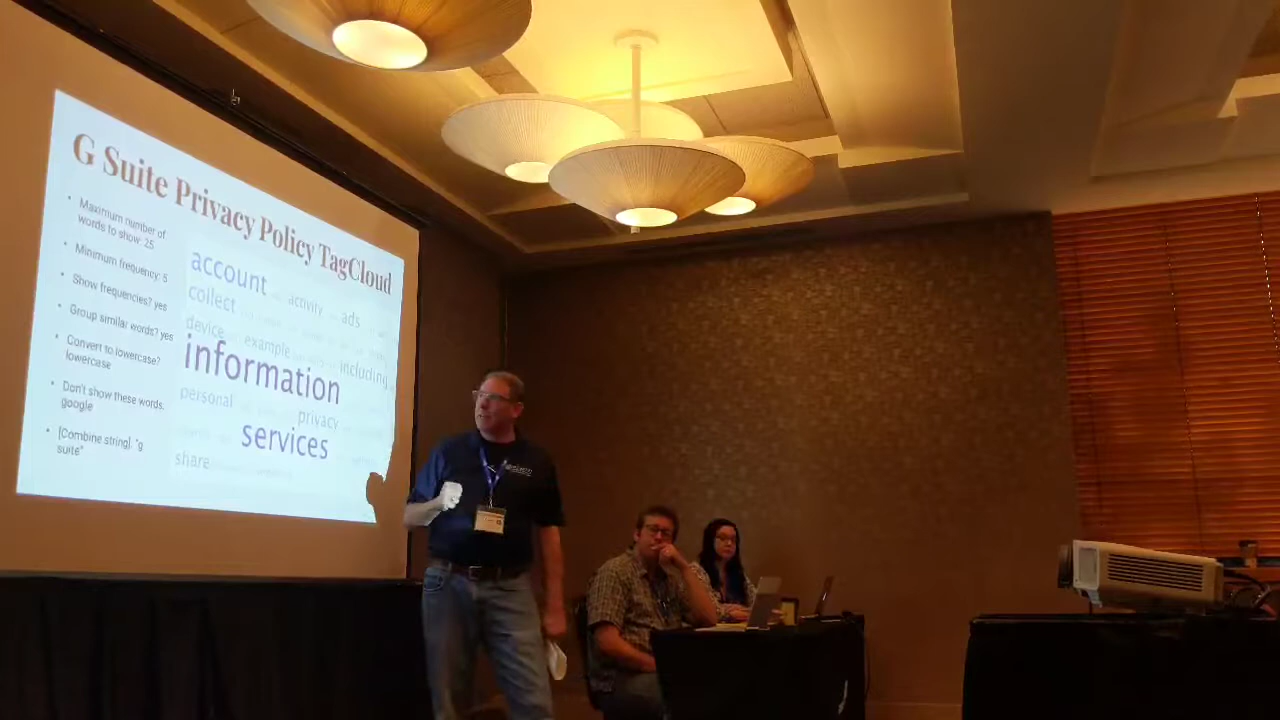 G Suite Privacy Policy TagCloud
• Maximum number of
words to show: 25
• Minimum frequency: 5
• Show frequencies? yes
• Group similar words? yes
• Convert to lowercase?
lowercase
• Don't show these words:
google
• [Combine string]: "g
suite"
account activity ads
collect
device example including
information
personal privacy
services
share